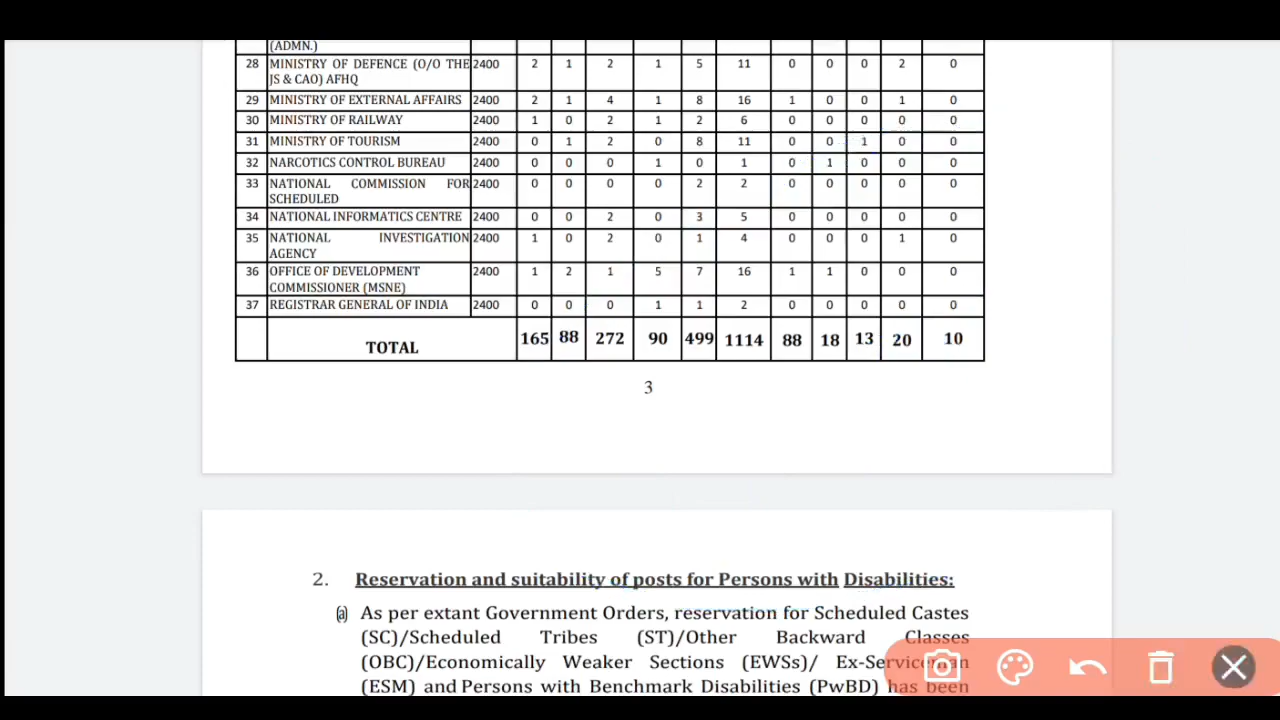 (ADMN.)
28 MINISTRY OF DEFENCE (O/O THE 2400 2 1 2 1 5 11 0 0 0 2 0
JS & CAO) AFHQ
29 MINISTRY OF EXTERNAL AFFAIRS 2400 2 1 4 1 8 16 1 0 0 1 0
30 MINISTRY OF RAILWAY 2400 1 0 2 1 2 6 0 0 0 0 0
31 MINISTRY OF TOURISM 2400 0 1 2 0 8 11 0 0 1 0 0
32 NARCOTICS CONTROL BUREAU 2400 0 0 0 1 0 1 0 1 0 0 0
33 NATIONAL COMMISSION FOR 2400 0 0 0 0 2 2 0 0 0 0 0
SCHEDULED
34 NATIONAL INFORMATICS CENTRE 2400 0 0 2 0 3 5 0 0 0 0 0
35 NATIONAL INVESTIGATION 2400 1 0 2 0 1 4 0 0 0 1 0
AGENCY
36 OFFICE OF DEVELOPMENT 2400 1 2 1 5 7 16 1 1 0 0 0
COMMISSIONER (MSNE)
37 REGISTRAR GENERAL OF INDIA 2400 0 0 0 1 1 2 0 0 0 0 0
TOTAL 165 88 272 90 499 1114 88 18 13 20 10
3
2. Reservation and suitability of posts for Persons with Disabilities:
(a) As per extant Government Orders, reservation for Scheduled Castes
(SC)/Scheduled Tribes (ST)/Other Backward Classes
(OBC)/Economically Weaker Sections (EWSs)/ Ex-Serviceman
(ESM) and Persons with Benchmark Disabilities (PwBD) has been